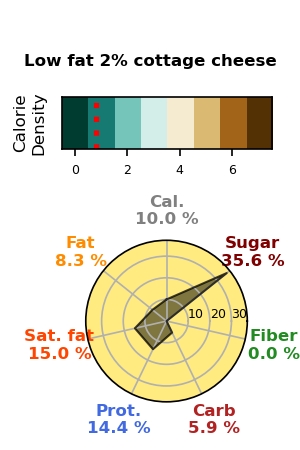 Low fat 2% cottage cheese
Calorie
Density
0 2 4 6
Cal.
10.0 %
Fat
8.3 %
Sugar
35.6 %
10 20 30
Sat. fat
15.0 %
Fiber
0.0 %
Prot.
14.4 %
Carb
5.9 %